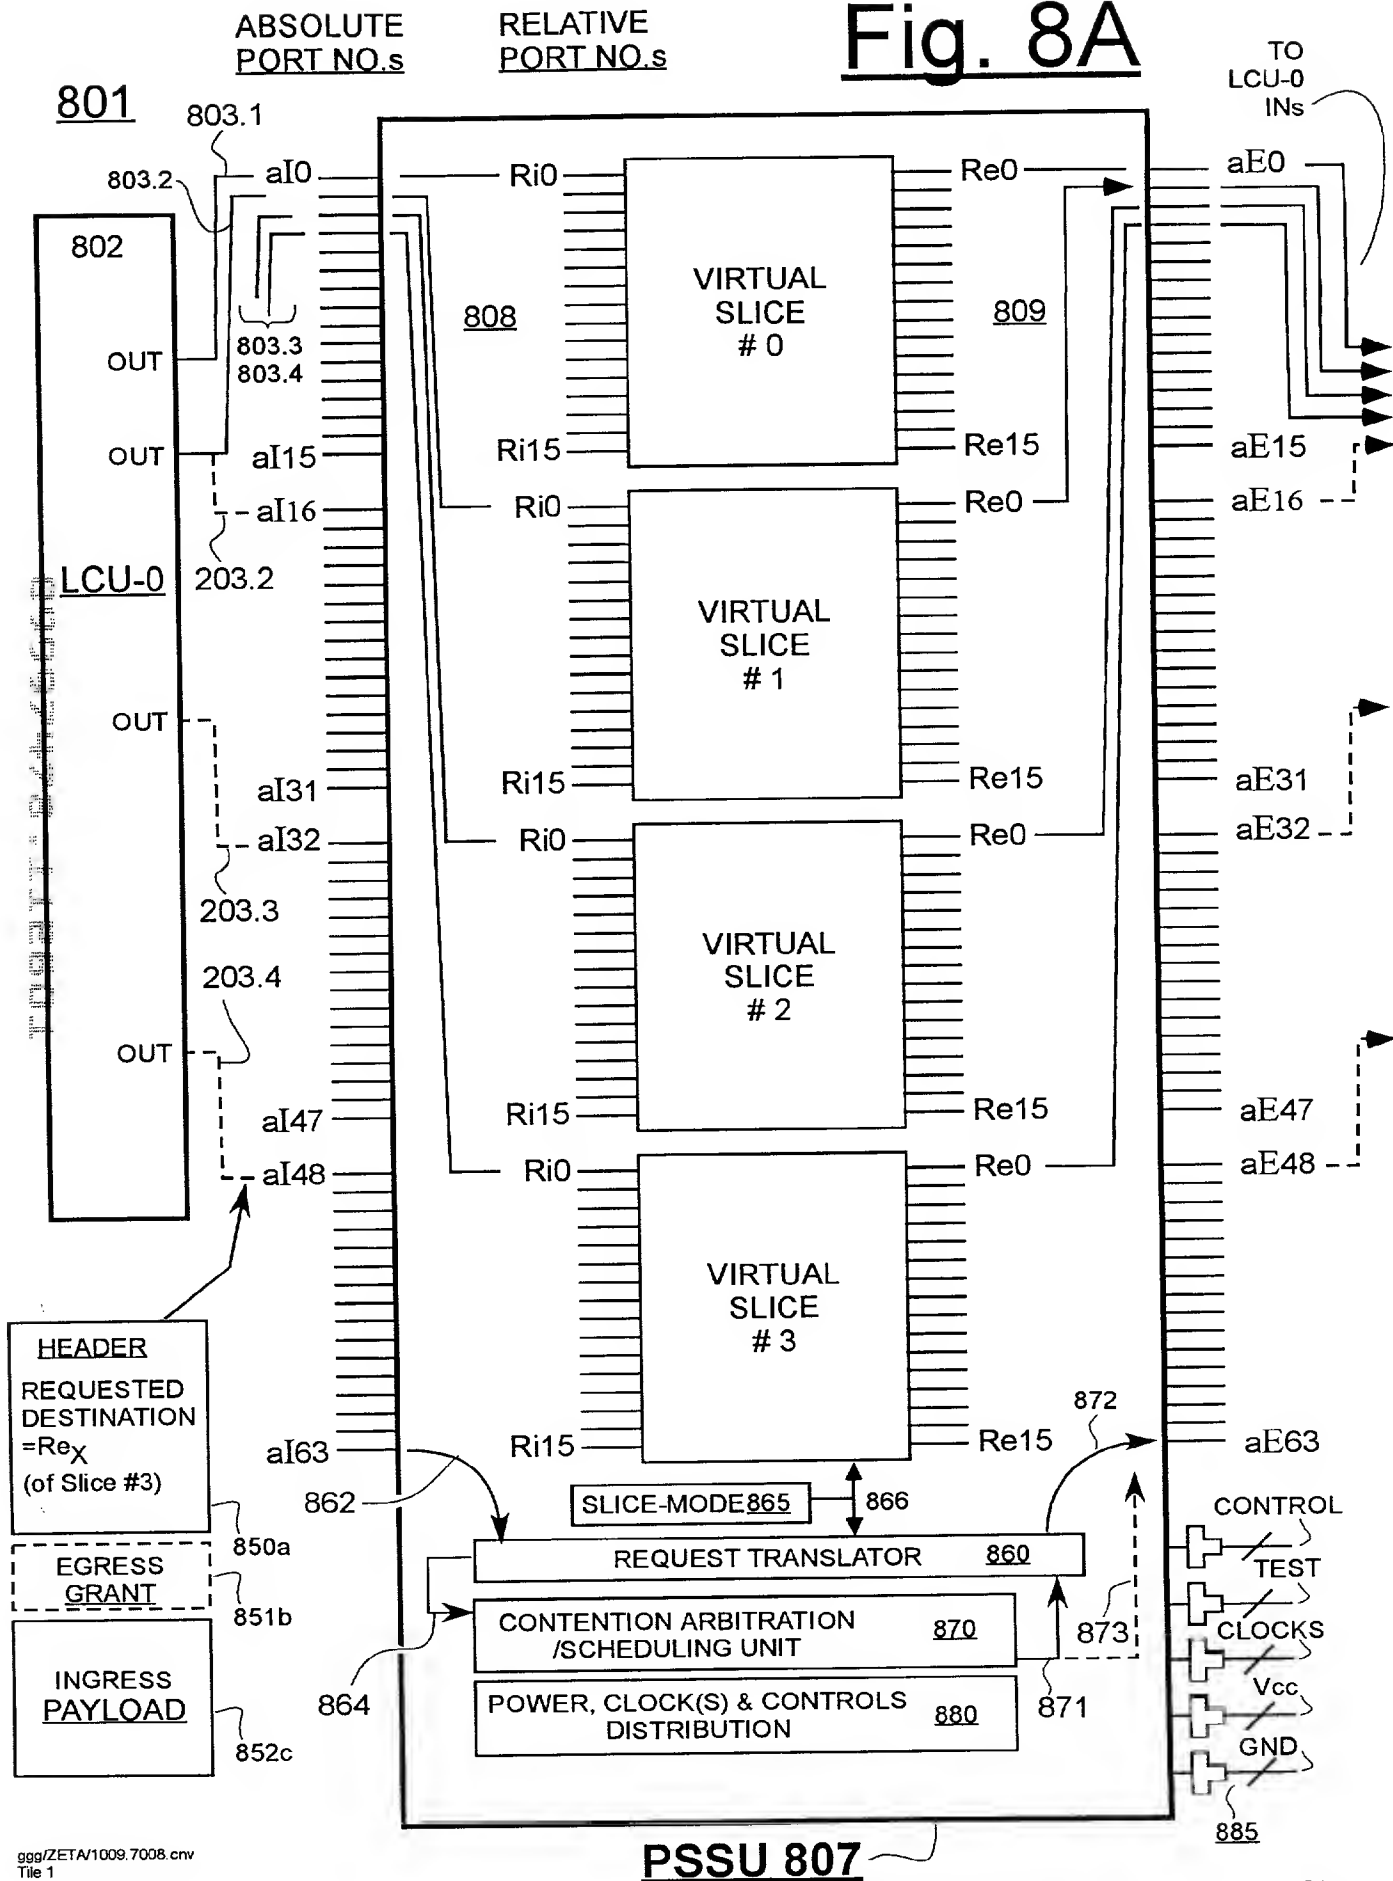 Fig. 8A
ABSOLUTE
PORT NO.s
RELATIVE
PORT NO.s
TO
LCU-0
INs
801
803.1
803.2
aI0
Ri0
Re0
aE0
802
VIRTUAL
SLICE
# 0
808
809
803.3
803.4
OUT
OUT
aI15
Ri15
Re15
aE15
aI16
Ri0
Re0
aE16
203.2
LCU-0
VIRTUAL
SLICE
# 1
OUT
aI31
Ri15
Re15
aE31
aI32
Ri0
Re0
aE32
203.3
203.4
VIRTUAL
SLICE
# 2
OUT
aI47
Ri15
Re15
aE47
aI48
Ri0
Re0
aE48
VIRTUAL
SLICE
# 3
HEADER
REQUESTED
DESTINATION
=ReX
(of Slice #3)
850a
aI63
Ri15
Re15
aE63
872
862
SLICE-MODE 865
866
REQUEST TRANSLATOR 860
CONTROL
TEST
CLOCKS
Vcc
GND
885
EGRESS
GRANT
851b
CONTENTION ARBITRATION
/SCHEDULING UNIT 870
873
871
864
INGRESS
PAYLOAD
852c
POWER, CLOCK(S) & CONTROLS
DISTRIBUTION 880
PSSU 807
ggg/ZETA/1009.7008.cnv
Tile 1